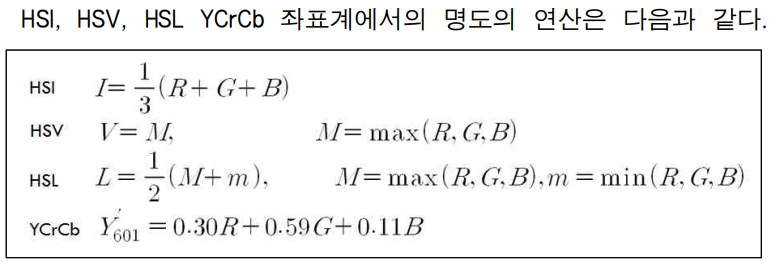 HSI, HSV, HSL YCrCb 좌표계에서의 명도의 연산은 다음과 같다.
HSI I= 1/3 (R+ G+ B)
HSV V= M, M= max(R, G, B)
HSL L = 1/2 (M+ m), M= max(R, G, B), m = min(R, G, B)
YCrCb Y′601 = 0.30R+ 0.59G+ 0.11B